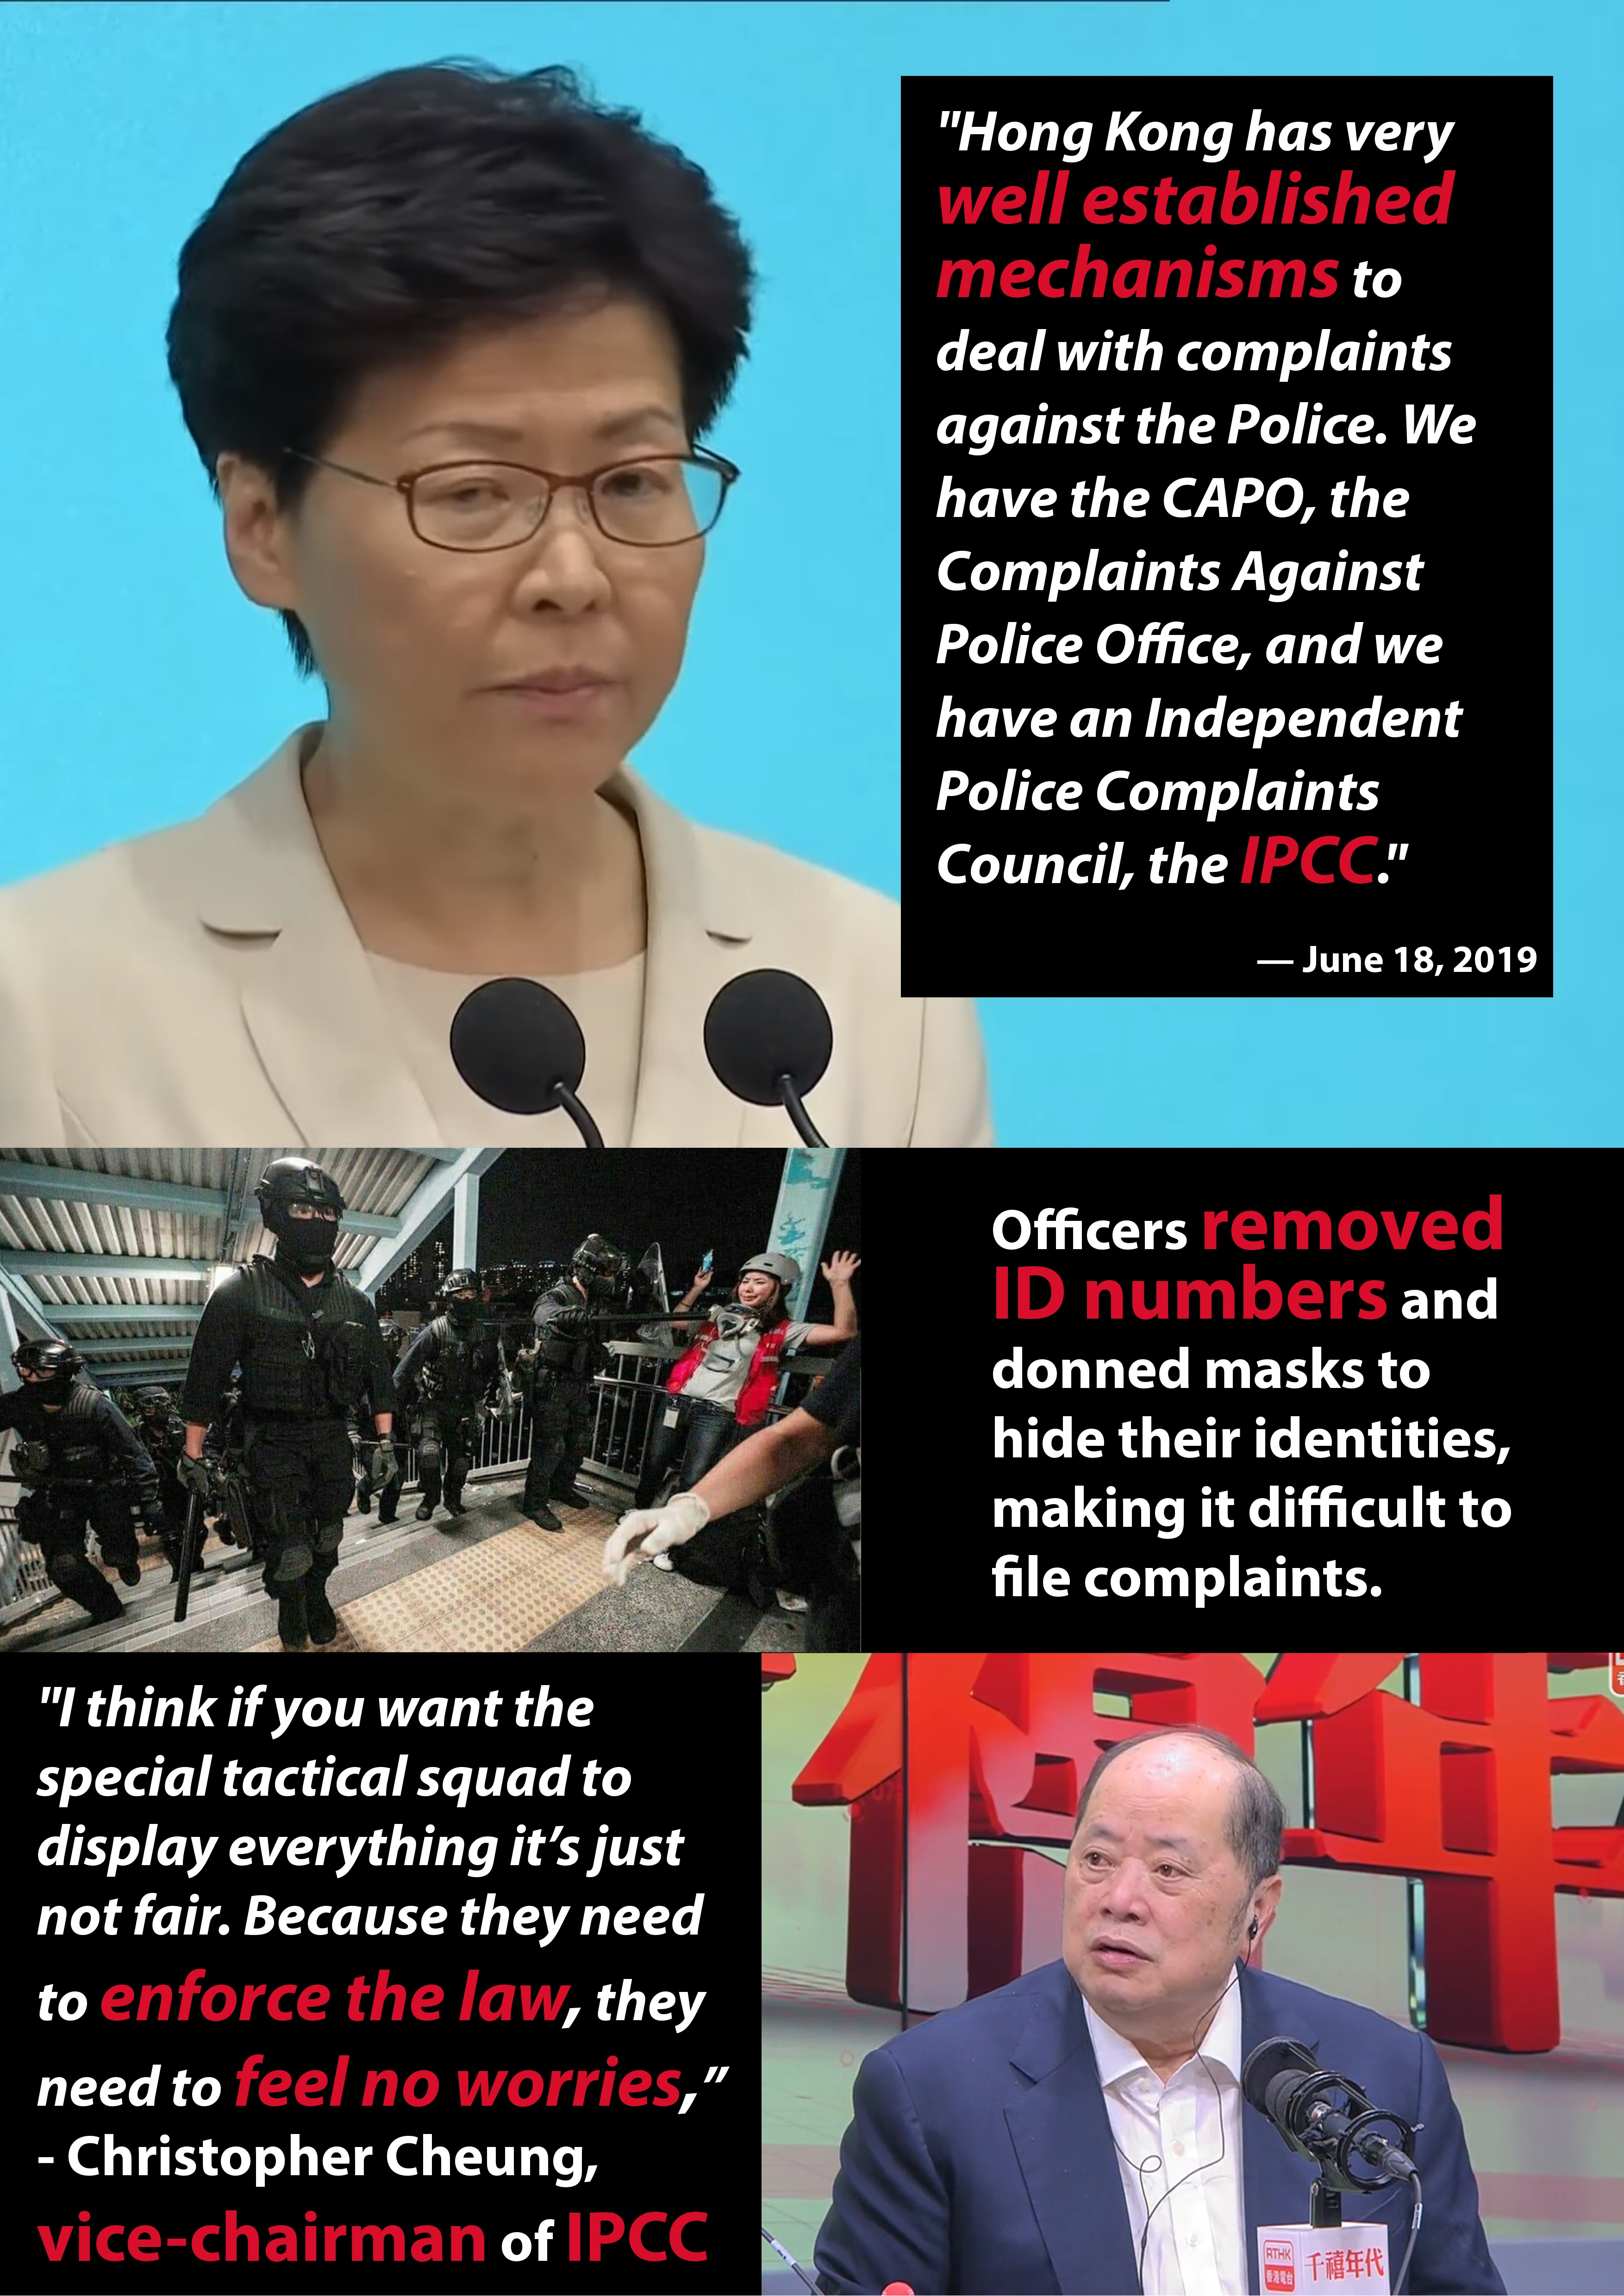 "Hong Kong has very
well established
mechanisms to
deal with complaints
against the Police. We
have the CAPO, the
Complaints Against
Police Office, and we
have an Independent
Police Complaints
Council, the IPCC."
— June 18, 2019
Officers removed
ID numbers and
donned masks to
hide their identities,
making it difficult to
file complaints.
"I think if you want the
special tactical squad to
display everything it’s just
not fair. Because they need
to enforce the law, they
need to feel no worries,”
- Christopher Cheung,
vice-chairman of IPCC
RTHK
香港電台
千禧年代